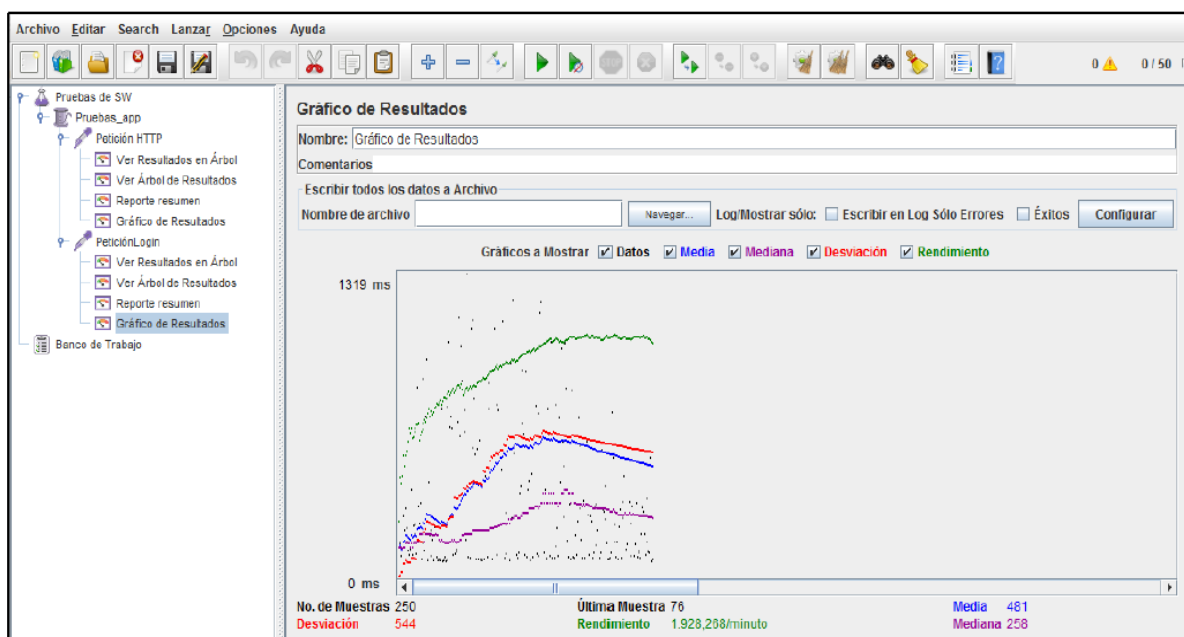 Archivo Editar Search Lanzar Opciones Ayuda
0 0 / 50
Pruebas de SW
Pruebas_app
Petición HTTP
Ver Resultados en Árbol
Ver Árbol de Resultados
Reporte resumen
Gráfico de Resultados
PeticiónLogin
Ver Resultados en Árbol
Ver Árbol de Resultados
Reporte resumen
Gráfico de Resultados
Banco de Trabajo
Gráfico de Resultados
Nombre: Gráfico de Resultados
Comentarios
Escribir todos los datos a Archivo
Nombre de archivo Navegar... Log/Mostrar sólo: Escribir en Log Sólo Errores Éxitos Configurar
Gráficos a Mostrar Datos Media Mediana Desviación Rendimiento
1319 ms
0 ms
No. de Muestras 250 Última Muestra 76 Media 481
Desviación 544 Rendimiento 1.928,268/minuto Mediana 258